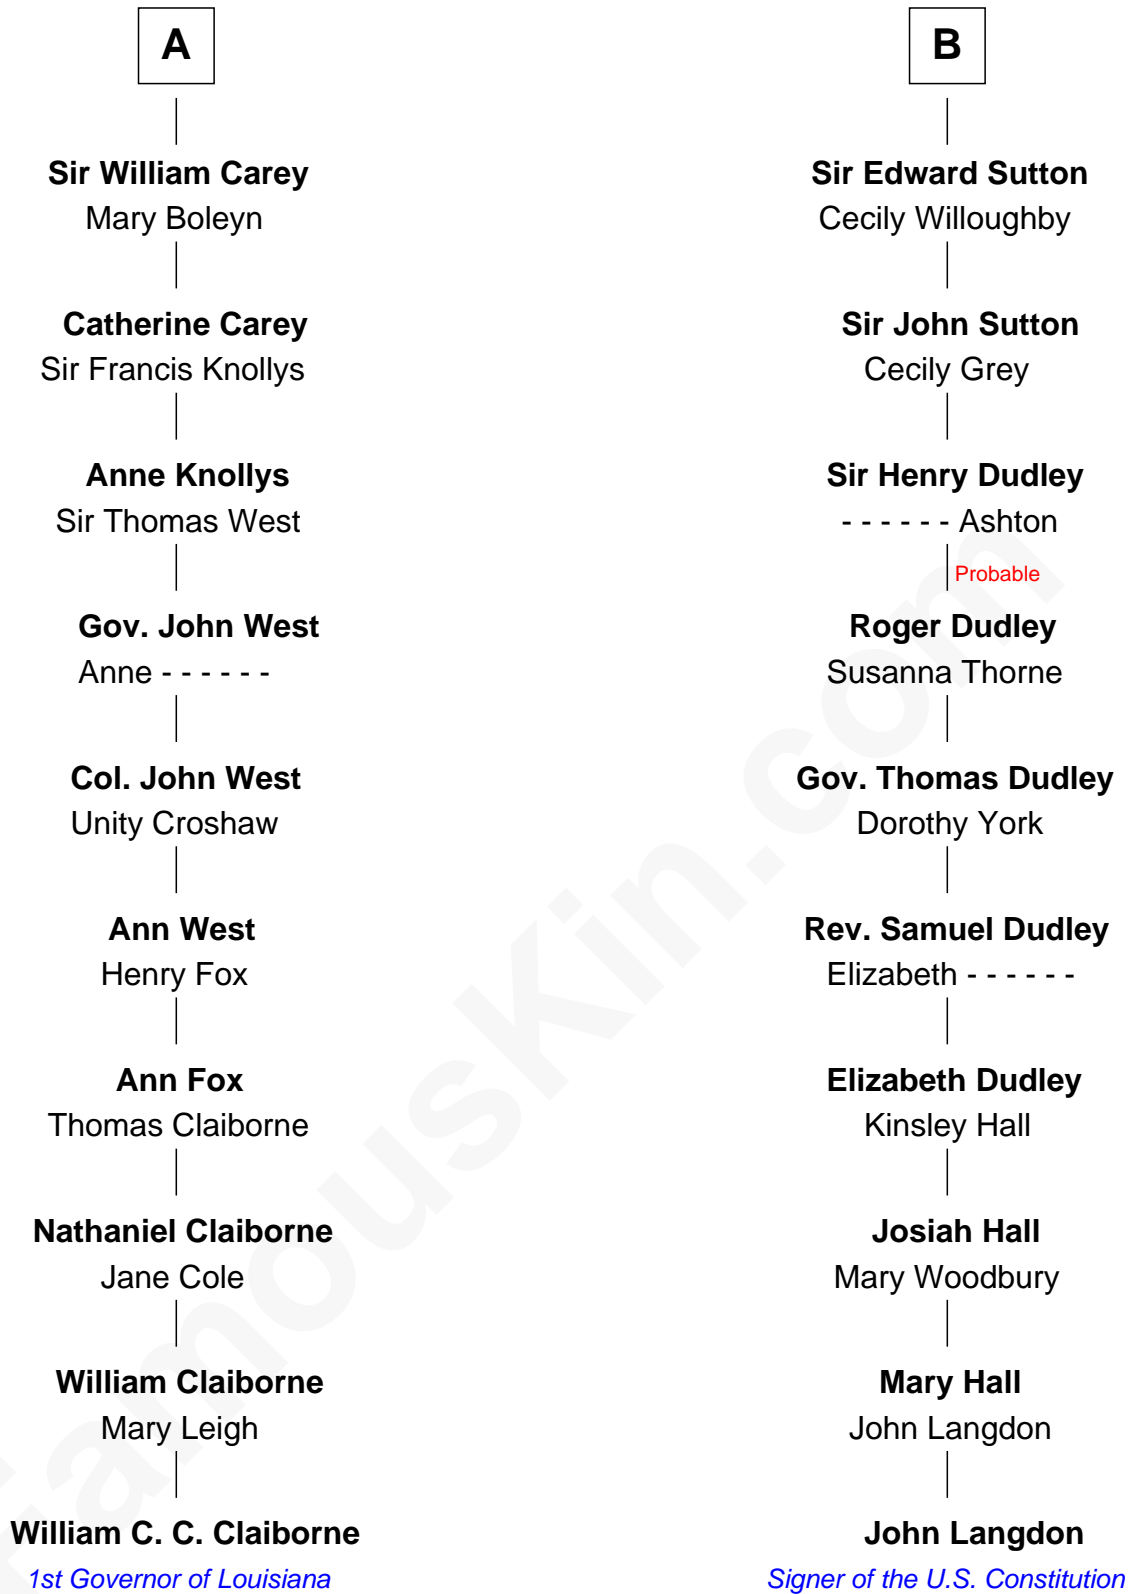 A
Sir William Carey
Mary Boleyn
Catherine Carey
Sir Francis Knollys
Anne Knollys
Sir Thomas West
Gov. John West
Anne - - - - - -
Col. John West
Unity Croshaw
Ann West
Henry Fox
Ann Fox
Thomas Claiborne
Nathaniel Claiborne
Jane Cole
William Claiborne
Mary Leigh
William C. C. Claiborne
1st Governor of Louisiana
B
Sir Edward Sutton
Cecily Willoughby
Sir John Sutton
Cecily Grey
Sir Henry Dudley
- - - - - - Ashton
Probable
Roger Dudley
Susanna Thorne
Gov. Thomas Dudley
Dorothy York
Rev. Samuel Dudley
Elizabeth - - - - - -
Elizabeth Dudley
Kinsley Hall
Josiah Hall
Mary Woodbury
Mary Hall
John Langdon
John Langdon
Signer of the U.S. Constitution
FamousKin.com